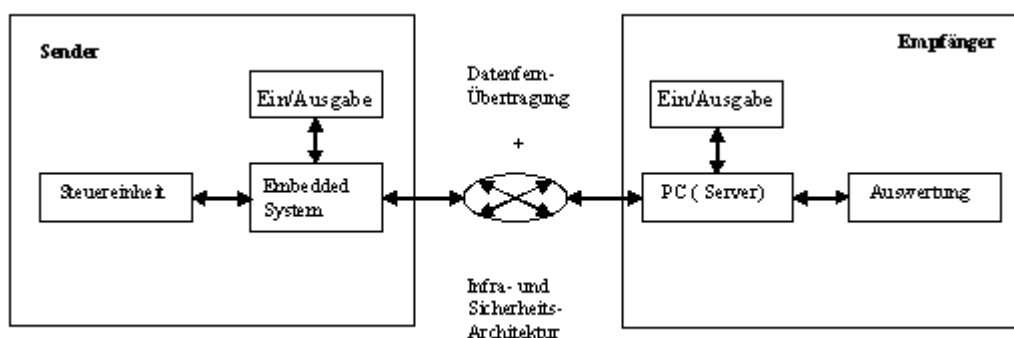 Sender
Ein/Ausgabe
Steuereinheit
Embedded
System
Datenfern-
Übertragung
+
Infra- und
Sicherheits-
Architektur
Empfänger
Ein/Ausgabe
PC ( Server)
Auswertung